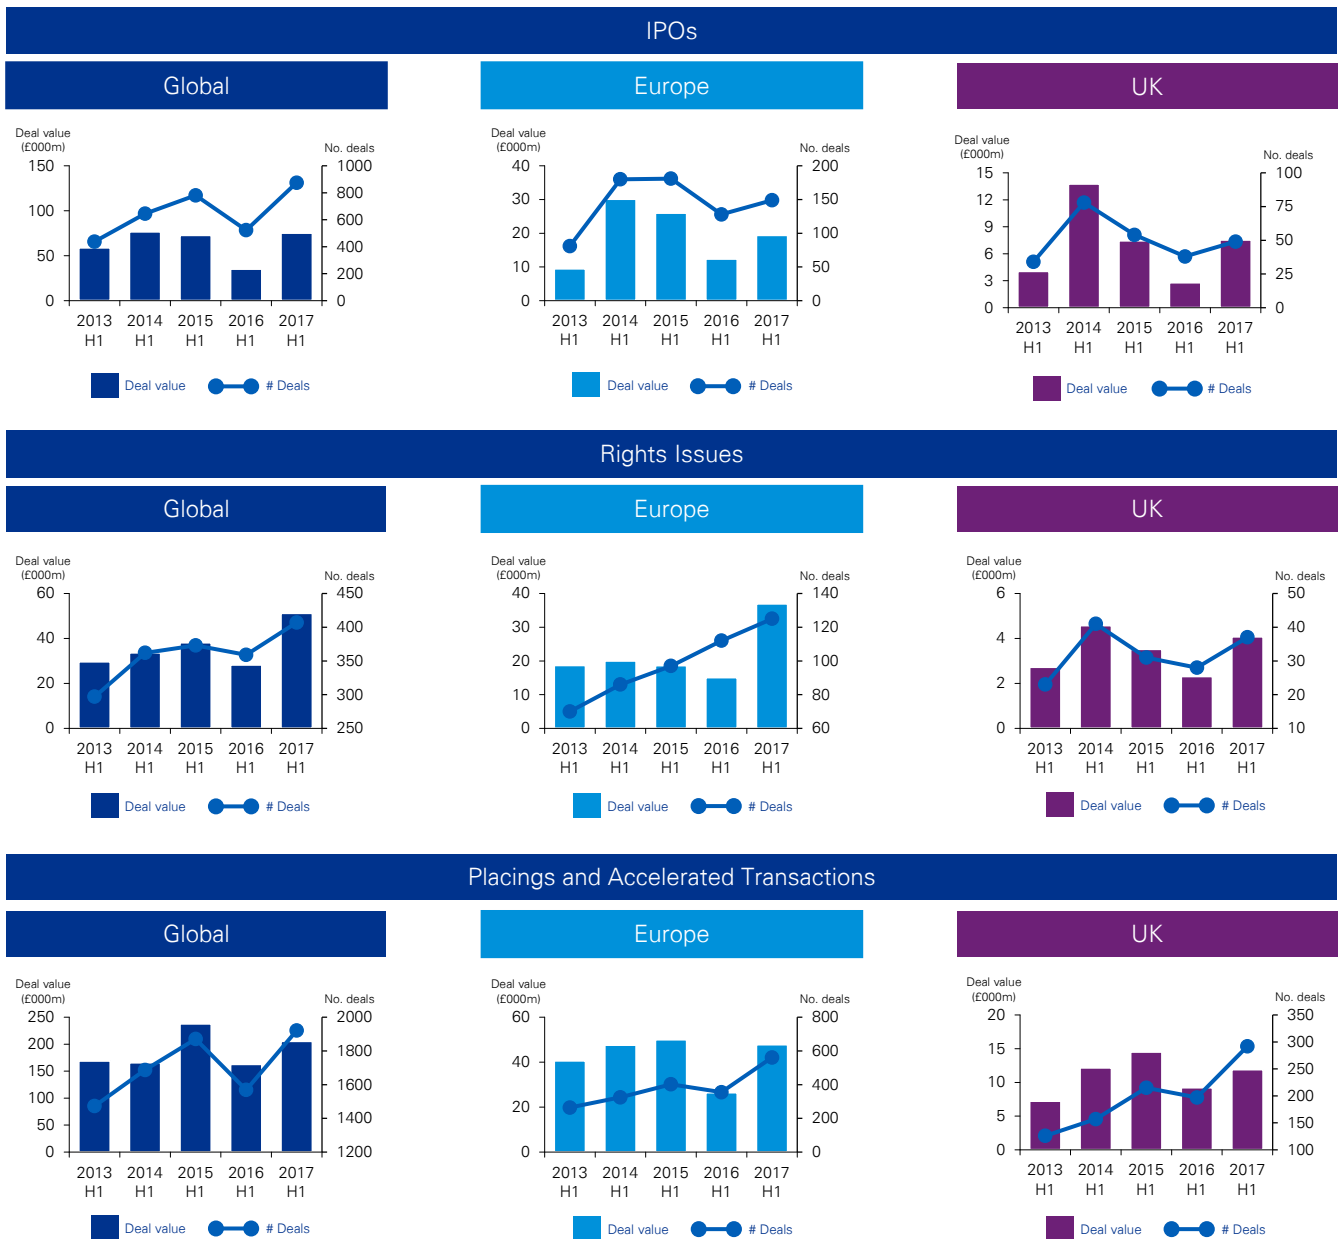 IPOs
Global
Europe
UK
Deal value
(£000m)
No. deals
150
100
50
0
1000
800
600
400
200
0
2013 2014 2015 2016 2017
H1 H1 H1 H1 H1
Deal value # Deals
Deal value
(£000m)
No. deals
40
30
20
10
0
200
150
100
50
0
2013 2014 2015 2016 2017
H1 H1 H1 H1 H1
Deal value # Deals
Deal value
(£000m)
No. deals
15
12
9
6
3
0
100
75
50
25
0
2013 2014 2015 2016 2017
H1 H1 H1 H1 H1
Deal value # Deals
Rights Issues
Global
Europe
UK
Deal value
(£000m)
No. deals
60
40
20
0
450
400
350
300
250
2013 2014 2015 2016 2017
H1 H1 H1 H1 H1
Deal value # Deals
Deal value
(£000m)
No. deals
40
30
20
10
0
140
120
100
80
60
2013 2014 2015 2016 2017
H1 H1 H1 H1 H1
Deal value # Deals
Deal value
(£000m)
No. deals
6
4
2
0
50
40
30
20
10
2013 2014 2015 2016 2017
H1 H1 H1 H1 H1
Deal value # Deals
Placings and Accelerated Transactions
Global
Europe
UK
Deal value
(£000m)
No. deals
250
200
150
100
50
0
2000
1800
1600
1400
1200
2013 2014 2015 2016 2017
H1 H1 H1 H1 H1
Deal value # Deals
Deal value
(£000m)
No. deals
60
40
20
0
800
600
400
200
0
2013 2014 2015 2016 2017
H1 H1 H1 H1 H1
Deal value # Deals
Deal value
(£000m)
No. deals
20
15
10
5
0
350
300
250
200
150
100
2013 2014 2015 2016 2017
H1 H1 H1 H1 H1
Deal value # Deals